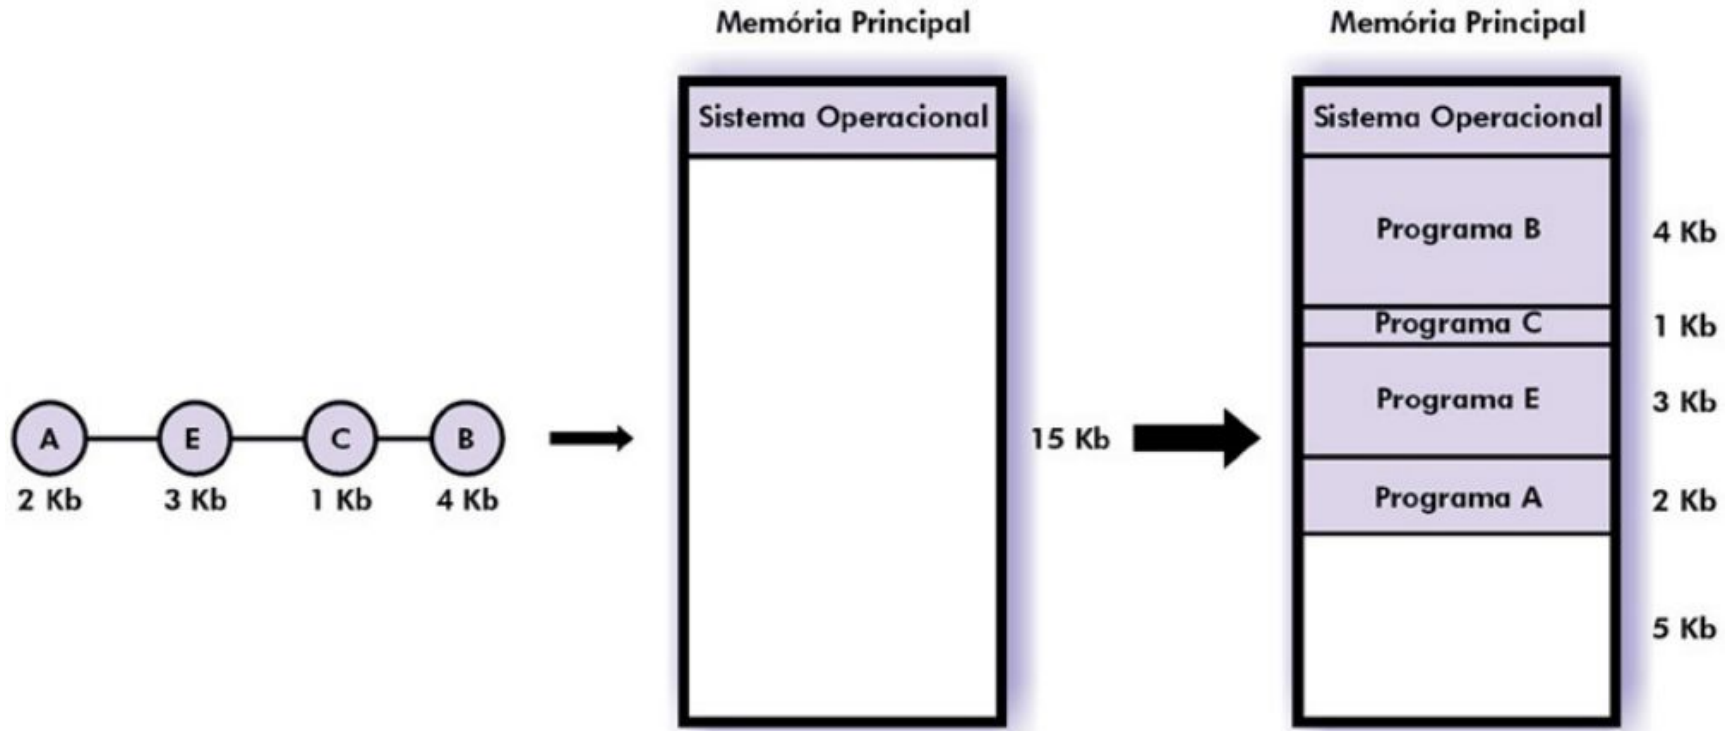 Memória Principal
Memória Principal
Sistema Operacional
Sistema Operacional
Programa B
4 Kb
Programa C
1 Kb
Programa E
3 Kb
A
E
C
B
15 Kb
2 Kb
3 Kb
1 Kb
4 Kb
Programa A
2 Kb
5 Kb